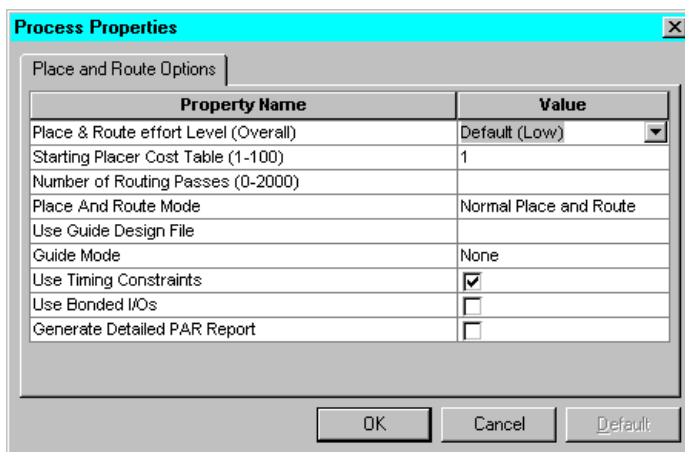 Process Properties
Place and Route Options
Property Name Value
Place & Route effort Level (Overall) Default (Low)
Starting Placer Cost Table (1-100) 1
Number of Routing Passes (0-2000)
Place And Route Mode Normal Place and Route
Use Guide Design File
Guide Mode None
Use Timing Constraints
Use Bonded I/Os
Generate Detailed PAR Report
OK Cancel Default